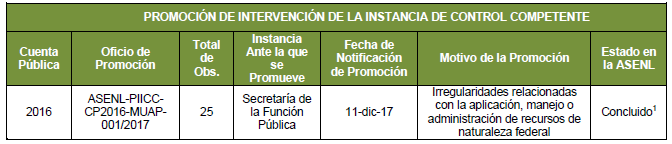 PROMOCIÓN DE INTERVENCIÓN DE LA INSTANCIA DE CONTROL COMPETENTE
Cuenta
Pública
Oficio de
Promoción
Total
de
Obs.
Instancia
Ante la que
se
Promueve
Fecha de
Notificación
de Promoción
Motivo de la Promoción
Estado en
la ASENL
2016
ASENL-PIICC-
CP2016-MUAP-
001/2017
25
Secretaría de
la Función
Pública
11-dic-17
Irregularidades relacionadas
con la aplicación, manejo o
administración de recursos de
naturaleza federal
Concluido¹